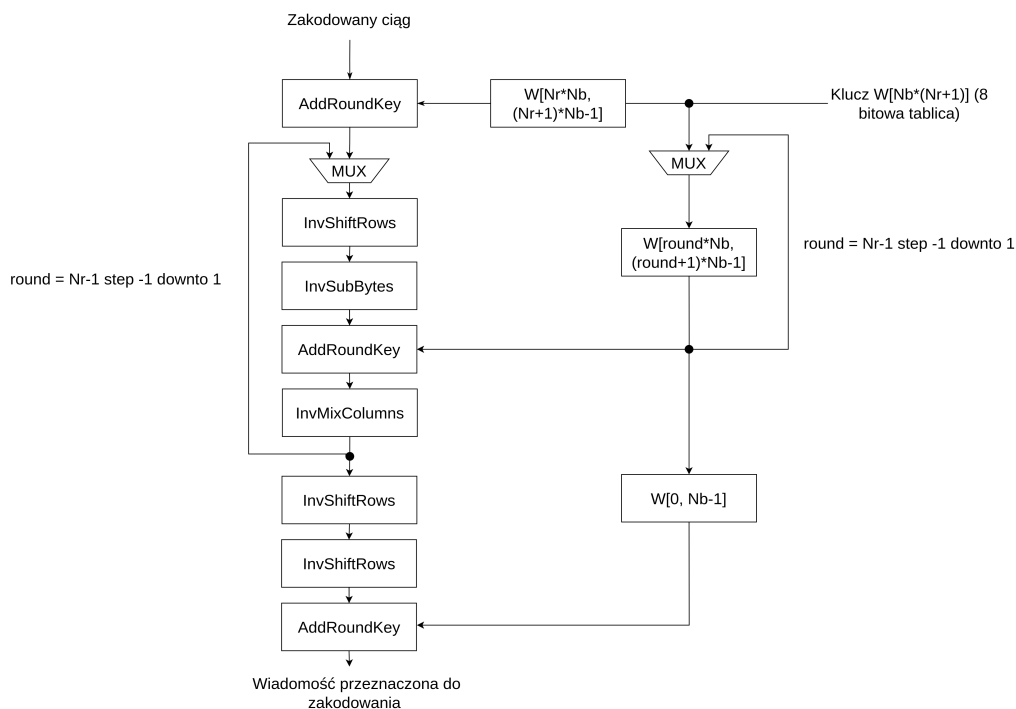 Zakodowany ciąg
AddRoundKey
W[Nr*Nb,
(Nr+1)*Nb-1]
Klucz W[Nb*(Nr+1)] (8
bitowa tablica)
MUX
MUX
InvShiftRows
W[round*Nb,
(round+1)*Nb-1]
round = Nr-1 step -1 downto 1
round = Nr-1 step -1 downto 1
InvSubBytes
AddRoundKey
InvMixColumns
InvShiftRows
W[0, Nb-1]
InvShiftRows
AddRoundKey
Wiadomość przeznaczona do
zakodowania